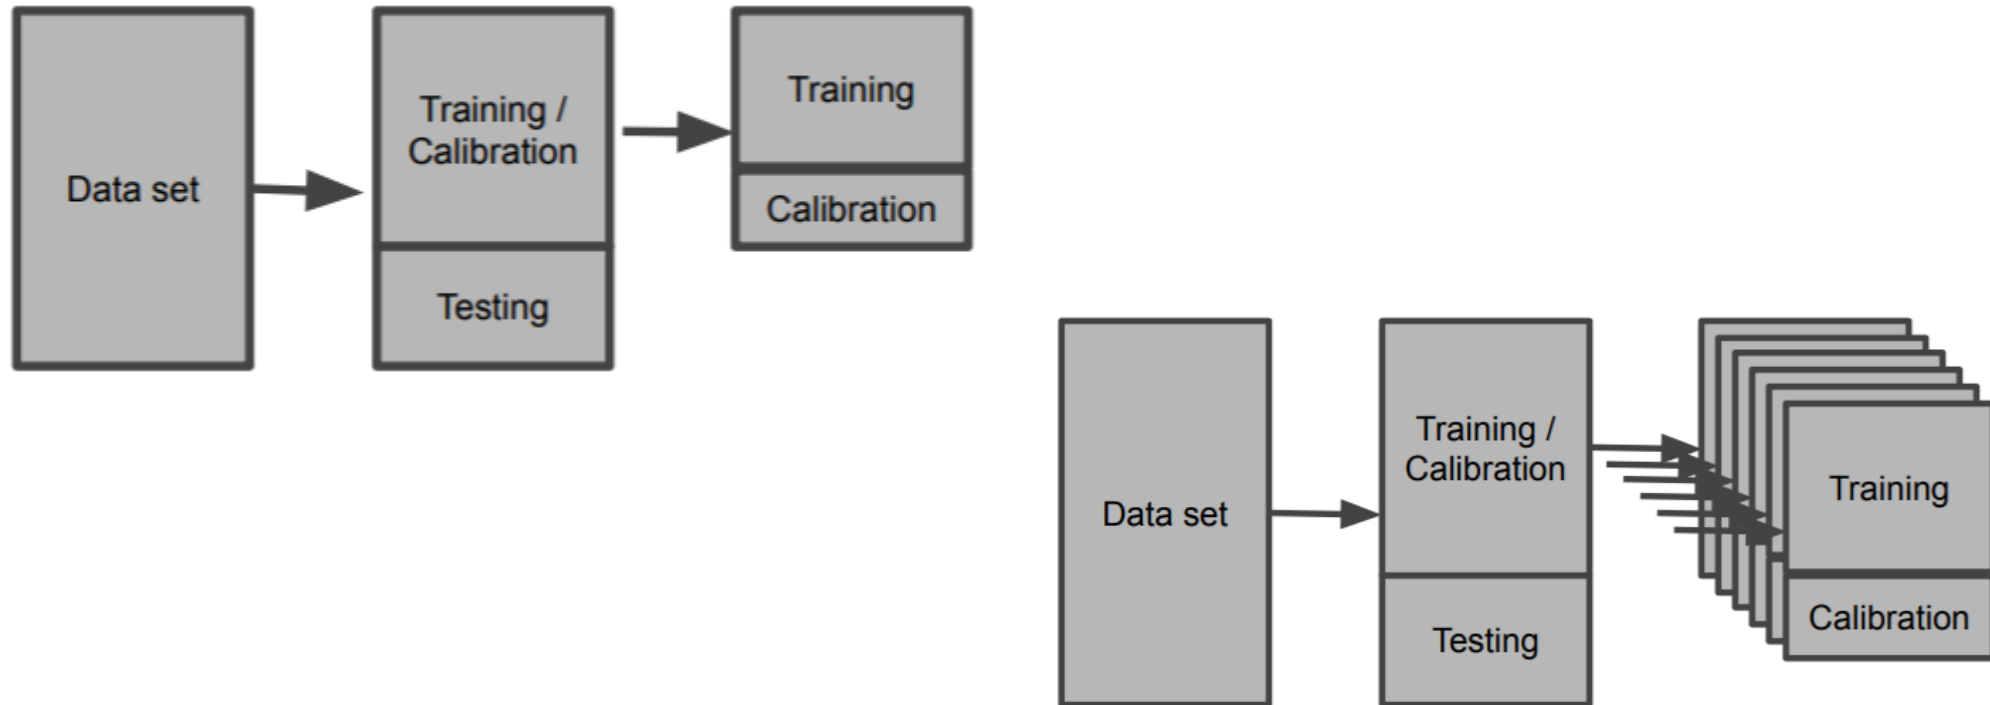 Data set
Training /
Calibration
Testing
Training
Calibration
Data set
Training /
Calibration
Testing
Training
Calibration